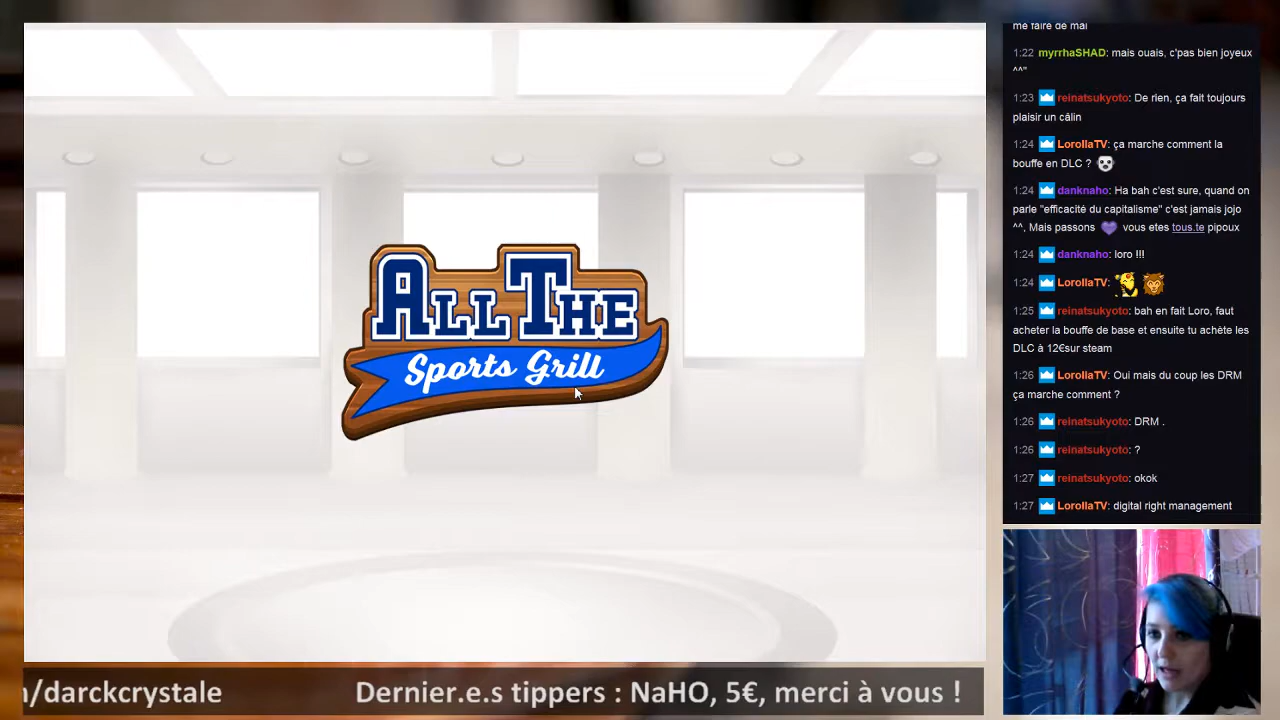 ALL THE
Sports Grill
me faire de mal
1:22 myrrhaSHAD: mais ouais, c'pas bien joyeux
^^"
1:23 reinatsukyoto: De rien, ça fait toujours
plaisir un câlin
1:24 LorollaTV: ça marche comment la
bouffe en DLC ?
1:24 danknaho: Ha bah c'est sure, quand on
parle "efficacité du capitalisme" c'est jamais jojo
^^, Mais passons vous etes tous.te pipoux
1:24 danknaho: loro !!!
1:24 LorollaTV:
1:25 reinatsukyoto: bah en fait Loro, faut
acheter la bouffe de base et ensuite tu achète les
DLC à 12€sur steam
1:26 LorollaTV: Oui mais du coup les DRM
ça marche comment ?
1:26 reinatsukyoto: DRM .
1:26 reinatsukyoto: ?
1:27 reinatsukyoto: okok
1:27 LorollaTV: digital right management
/darckcrystale Dernier.e.s tippers : NaHO, 5€, merci à vous !